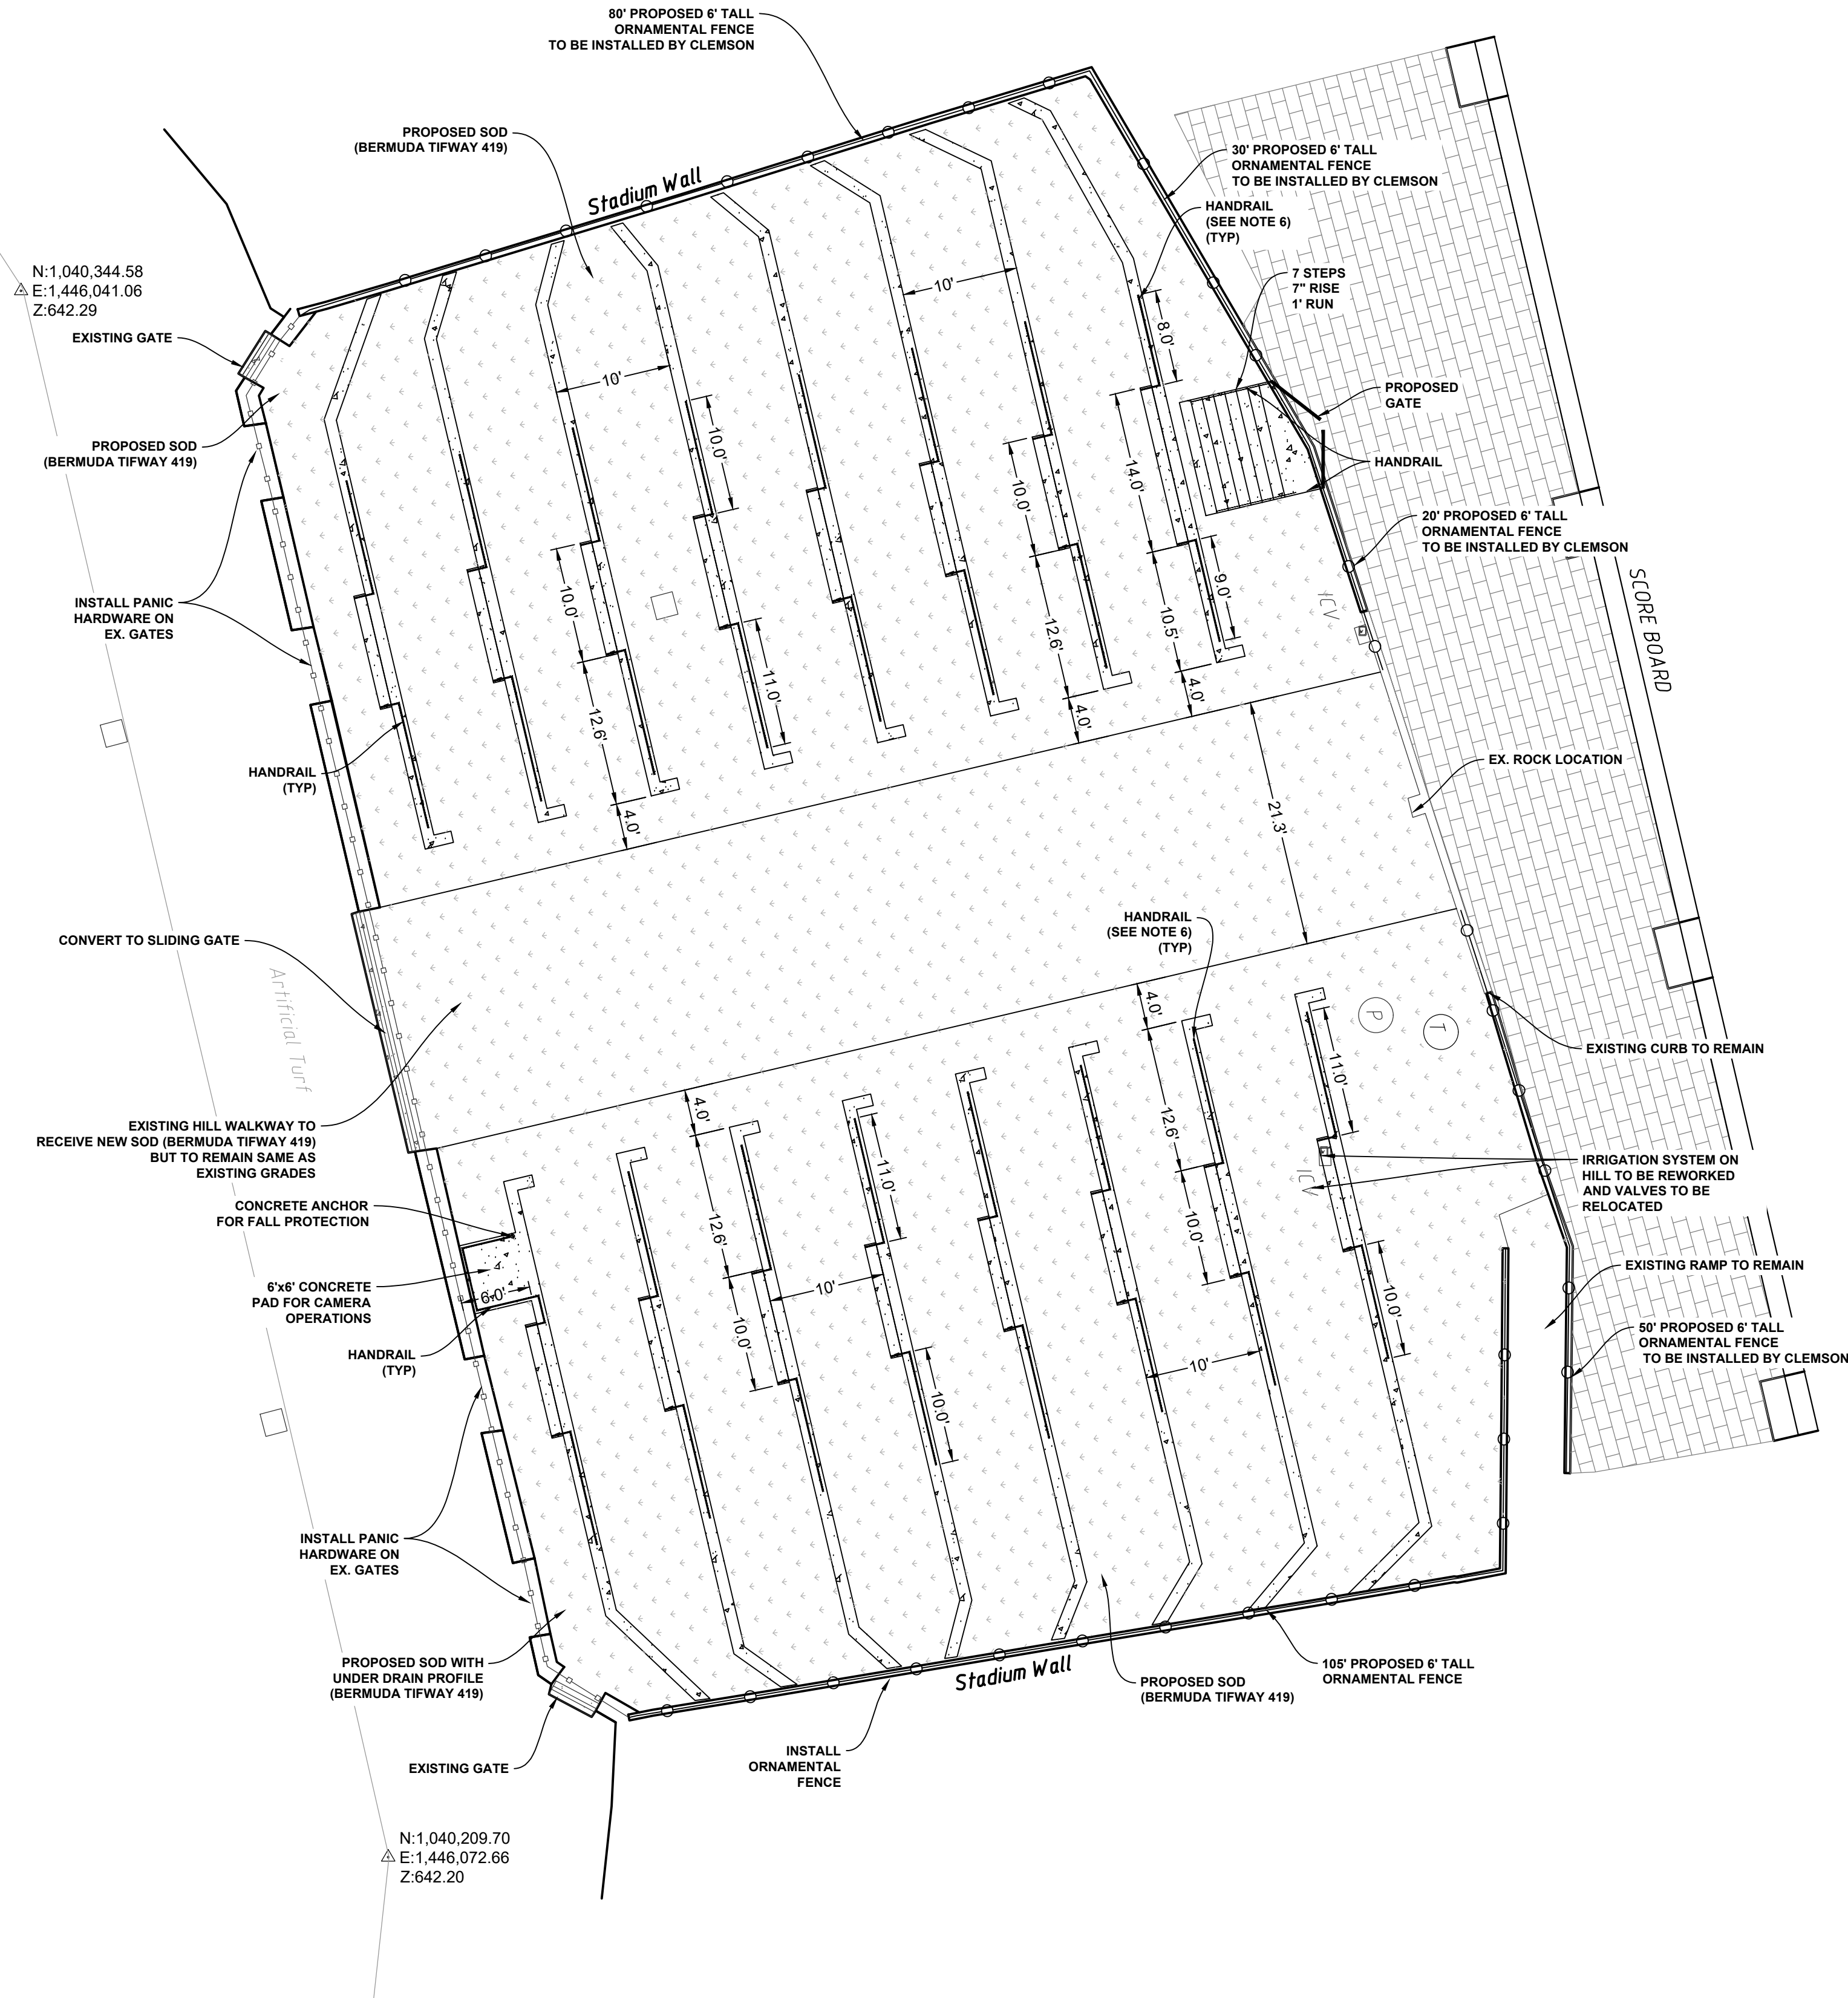 80' PROPOSED 6' TALL
ORNAMENTAL FENCE
TO BE INSTALLED BY CLEMSON
PROPOSED SOD
(BERMUDA TIFWAY 419)
Stadium Wall
30' PROPOSED 6' TALL
ORNAMENTAL FENCE
TO BE INSTALLED BY CLEMSON
HANDRAIL
(SEE NOTE 6)
(TYP)
7 STEPS
7" RISE
1' RUN
N:1,040,344.58
E:1,446,041.06
Z:642.29
EXISTING GATE
PROPOSED
GATE
PROPOSED SOD
(BERMUDA TIFWAY 419)
HANDRAIL
10'
10'
8.0'
10.0'
14.0'
10.0'
20' PROPOSED 6' TALL
ORNAMENTAL FENCE
TO BE INSTALLED BY CLEMSON
SCORE BOARD
INSTALL PANIC
HARDWARE ON
EX. GATES
10.0'
9.0'
ICV
10.5'
12.6'
11.0'
12.6'
4.0'
4.0'
4.0'
HANDRAIL
(TYP)
EX. ROCK LOCATION
21.3'
CONVERT TO SLIDING GATE
HANDRAIL
(SEE NOTE 6)
(TYP)
Artificial Turf
4.0'
P
T
EXISTING CURB TO REMAIN
11.0'
4.0'
12.6'
EXISTING HILL WALKWAY TO
RECEIVE NEW SOD (BERMUDA TIFWAY 419)
BUT TO REMAIN SAME AS
EXISTING GRADES
11.0'
ICV
IRRIGATION SYSTEM ON
HILL TO BE REWORKED
AND VALVES TO BE
RELOCATED
CONCRETE ANCHOR
FOR FALL PROTECTION
12.6'
10.0'
EXISTING RAMP TO REMAIN
6'x6' CONCRETE
PAD FOR CAMERA
OPERATIONS
6.0'
10'
10.0'
10.0'
50' PROPOSED 6' TALL
ORNAMENTAL FENCE
TO BE INSTALLED BY CLEMSON
HANDRAIL
(TYP)
10'
10.0'
INSTALL PANIC
HARDWARE ON
EX. GATES
PROPOSED SOD WITH
UNDER DRAIN PROFILE
(BERMUDA TIFWAY 419)
Stadium Wall
PROPOSED SOD
(BERMUDA TIFWAY 419)
105' PROPOSED 6' TALL
ORNAMENTAL FENCE
INSTALL
ORNAMENTAL
FENCE
EXISTING GATE
N:1,040,209.70
E:1,446,072.66
Z:642.20